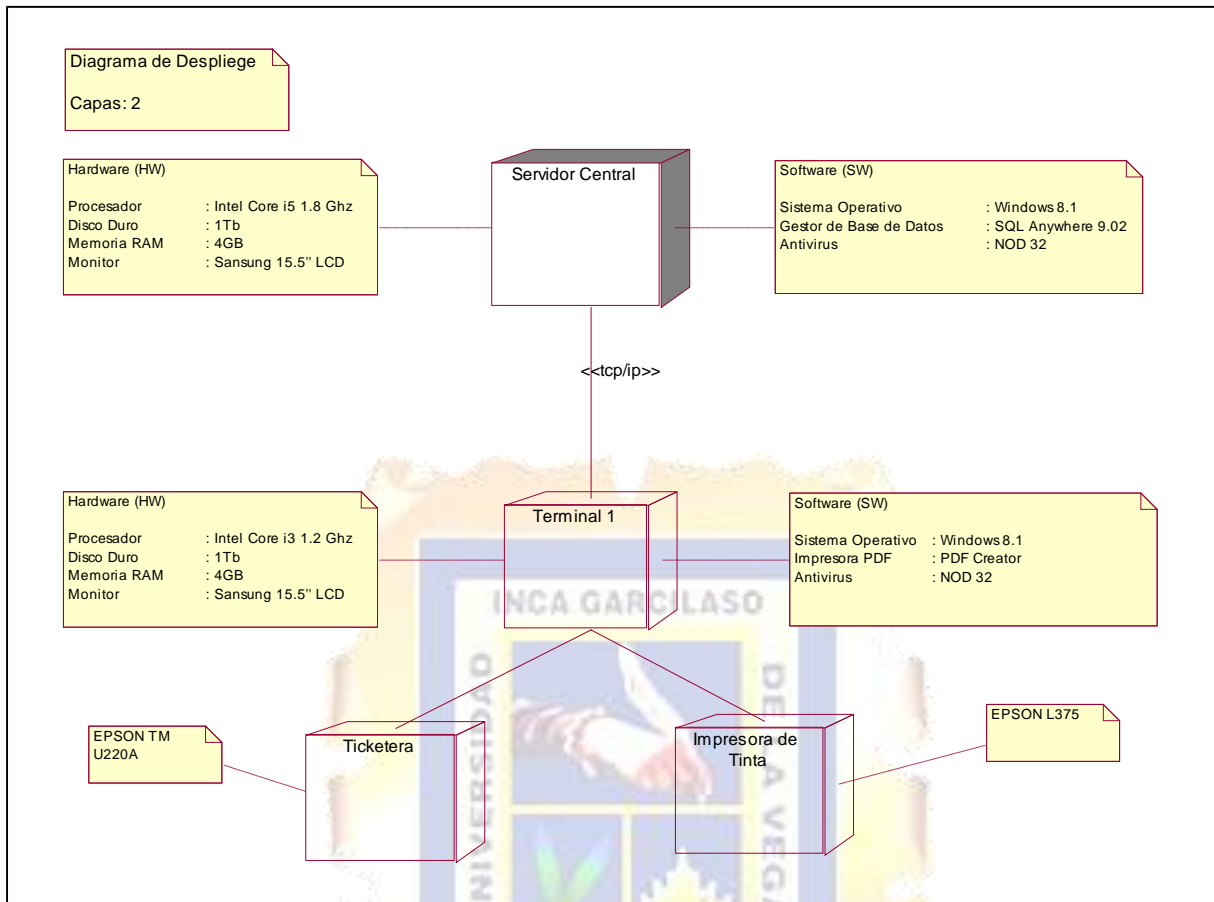 Diagrama de Despliege
Capas: 2
Hardware (HW)
Procesador : Intel Core i5 1.8 Ghz
Disco Duro : 1Tb
Memoria RAM : 4GB
Monitor : Sansung 15.5" LCD
Servidor Central
Software (SW)
Sistema Operativo : Windows 8.1
Gestor de Base de Datos : SQL Anywhere 9.02
Antivirus : NOD 32
<<tcp/ip>>
Hardware (HW)
Procesador : Intel Core i3 1.2 Ghz
Disco Duro : 1Tb
Memoria RAM : 4GB
Monitor : Sansung 15.5" LCD
Terminal 1
Software (SW)
Sistema Operativo : Windows 8.1
Impresora PDF : PDF Creator
Antivirus : NOD 32
INCA GARCILASO
UNIVERSIDAD
DE LA VEGA
EPSON TM
U220A
Ticketera
Impresora de
Tinta
EPSON L375